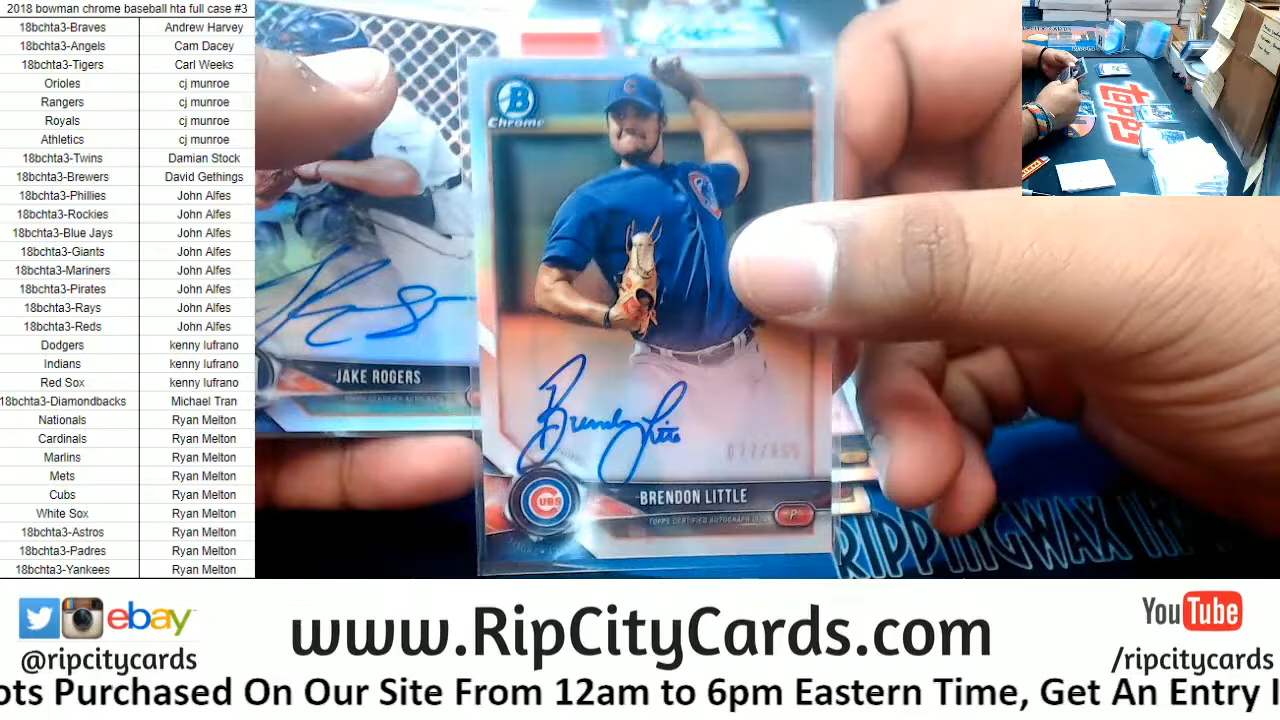 2018 bowman chrome baseball hta full case #3
18bchta3-Braves Andrew Harvey
18bchta3-Angels Cam Dacey
18bchta3-Tigers Carl Weeks
Orioles cj munroe
Rangers cj munroe
Royals cj munroe
Athletics cj munroe
18bchta3-Twins Damian Stock
18bchta3-Brewers David Gethings
18bchta3-Phillies John Alfes
18bchta3-Rockies John Alfes
18bchta3-Blue Jays John Alfes
18bchta3-Giants John Alfes
18bchta3-Mariners John Alfes
18bchta3-Pirates John Alfes
18bchta3-Rays John Alfes
18bchta3-Reds John Alfes
Dodgers kenny lufrano
Indians kenny lufrano
Red Sox kenny lufrano
18bchta3-Diamondbacks Michael Tran
Nationals Ryan Melton
Cardinals Ryan Melton
Marlins Ryan Melton
Mets Ryan Melton
Cubs Ryan Melton
White Sox Ryan Melton
18bchta3-Astros Ryan Melton
18bchta3-Padres Ryan Melton
18bchta3-Yankees Ryan Melton
B
Chrome
Brendon Little
JAKE ROGERS
CUBS
BRENDON LITTLE
TOPPS CERTIFIED AUTOGRAPH ISSUE
P
topps
RIPPINGWAX
ebay
@ripcitycards
www.RipCityCards.com
YouTube
/ripcitycards
ots Purchased On Our Site From 12am to 6pm Eastern Time, Get An Entry I